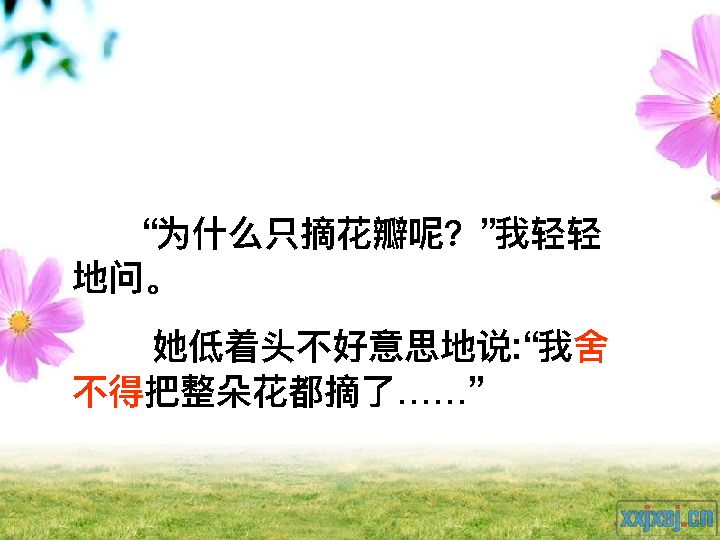 “为什么只摘花瓣呢？”我轻轻
地问。
她低着头不好意思地说:“我舍
不得把整朵花都摘了……”
xxjxsj.cn